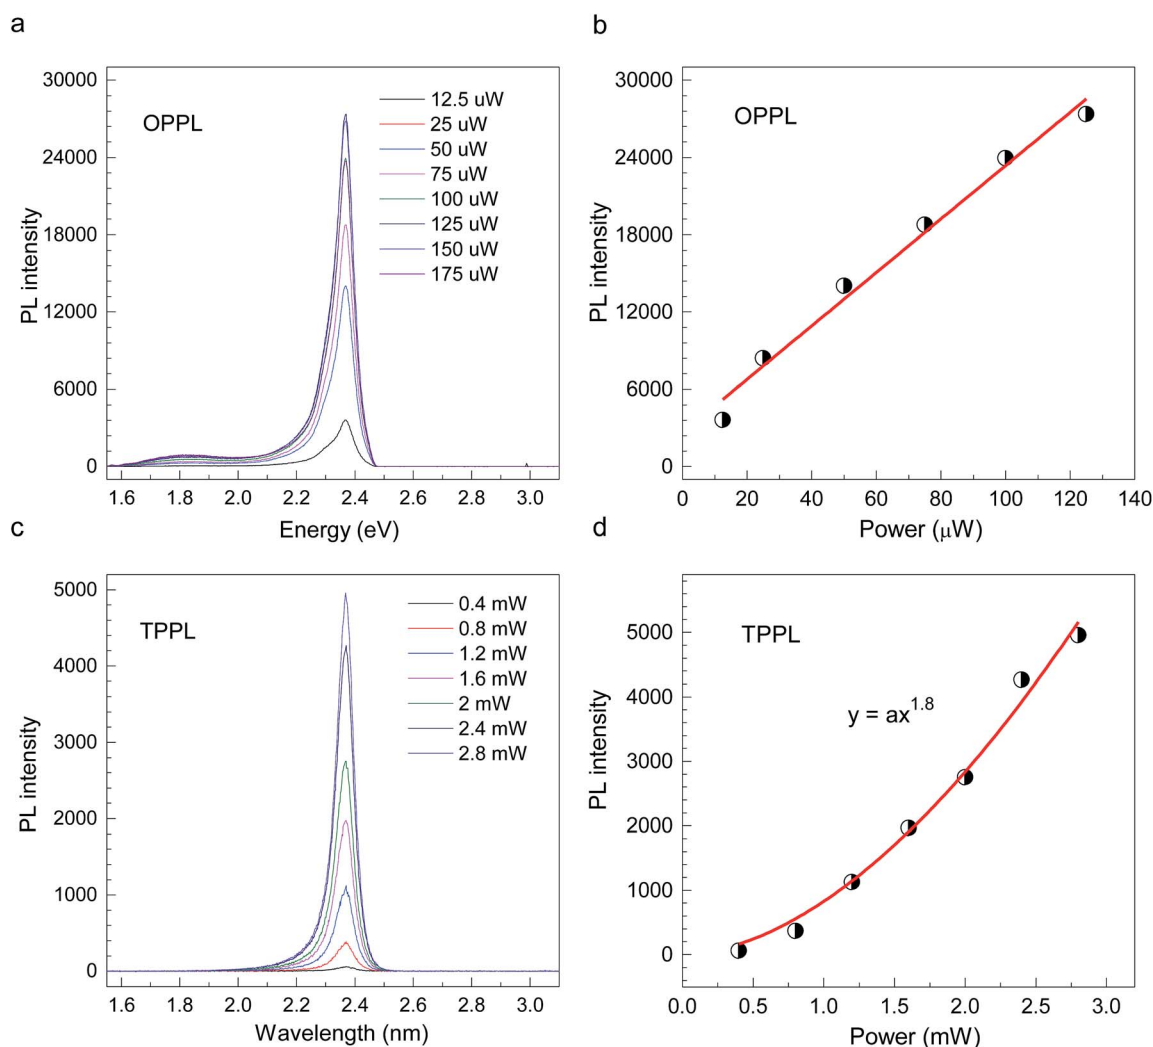 a
30000
24000
18000
12000
6000
0
PL intensity
OPPL
12.5 uW
25 uW
50 uW
75 uW
100 uW
125 uW
150 uW
175 uW
1.6 1.8 2.0 2.2 2.4 2.6 2.8 3.0
Energy (eV)
b
30000
24000
18000
12000
6000
0
PL intensity
OPPL
0 20 40 60 80 100 120 140
Power (μW)
c
5000
4000
3000
2000
1000
0
PL intensity
TPPL
0.4 mW
0.8 mW
1.2 mW
1.6 mW
2 mW
2.4 mW
2.8 mW
1.6 1.8 2.0 2.2 2.4 2.6 2.8 3.0
Wavelength (nm)
d
5000
4000
3000
2000
1000
0
PL intensity
TPPL
y = ax^1.8
0.0 0.5 1.0 1.5 2.0 2.5 3.0
Power (mW)